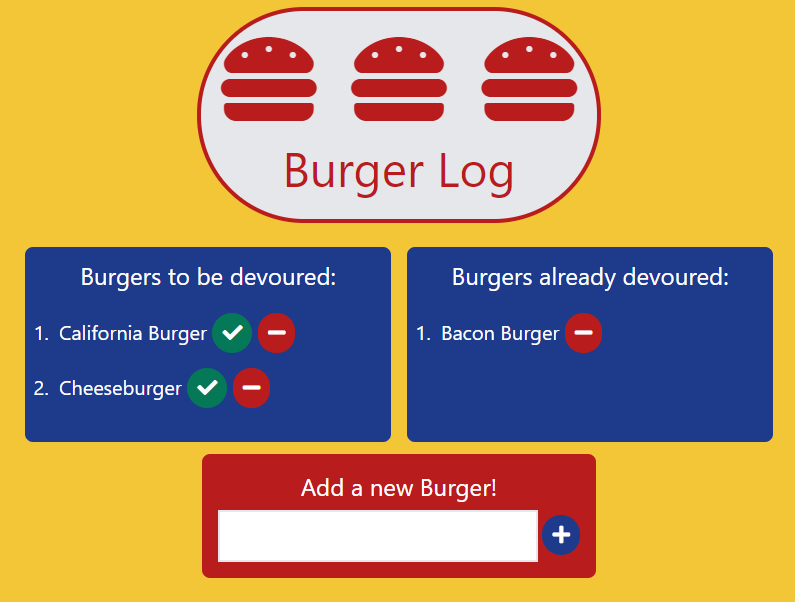 Burger Log
Burgers to be devoured:
1. California Burger
2. Cheeseburger
Burgers already devoured:
1. Bacon Burger
Add a new Burger!